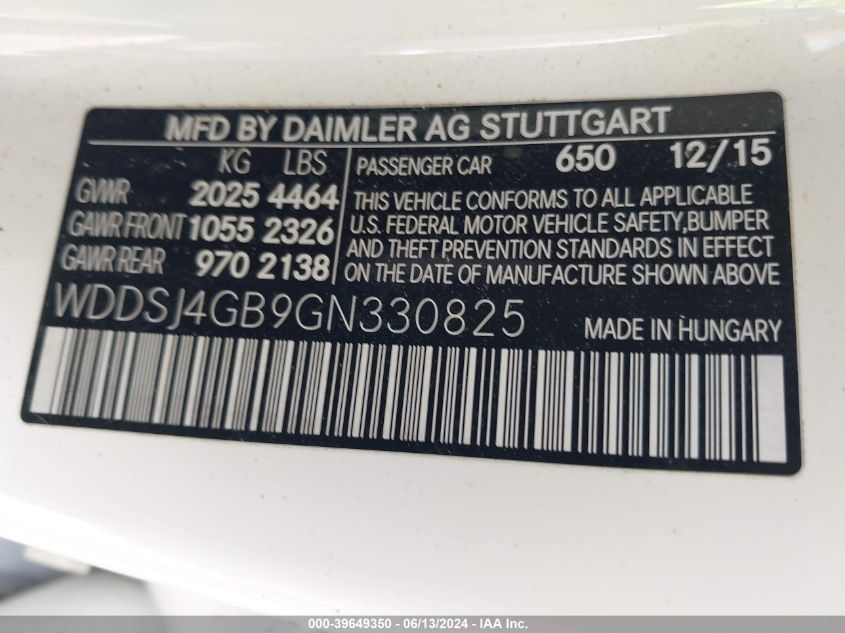 MFD BY DAIMLER AG STUTTGART
KG LBS
GVWR 2025 4464
GAWR FRONT 1055 2326
GAWR REAR 970 2138
PASSENGER CAR 650 12/15
THIS VEHICLE CONFORMS TO ALL APPLICABLE
U.S. FEDERAL MOTOR VEHICLE SAFETY, BUMPER
AND THEFT PREVENTION STANDARDS IN EFFECT
ON THE DATE OF MANUFACTURE SHOWN ABOVE
WDDSJ4GB9GN330825
MADE IN HUNGARY
000-39649350 - 06/13/2024 - IAA Inc.